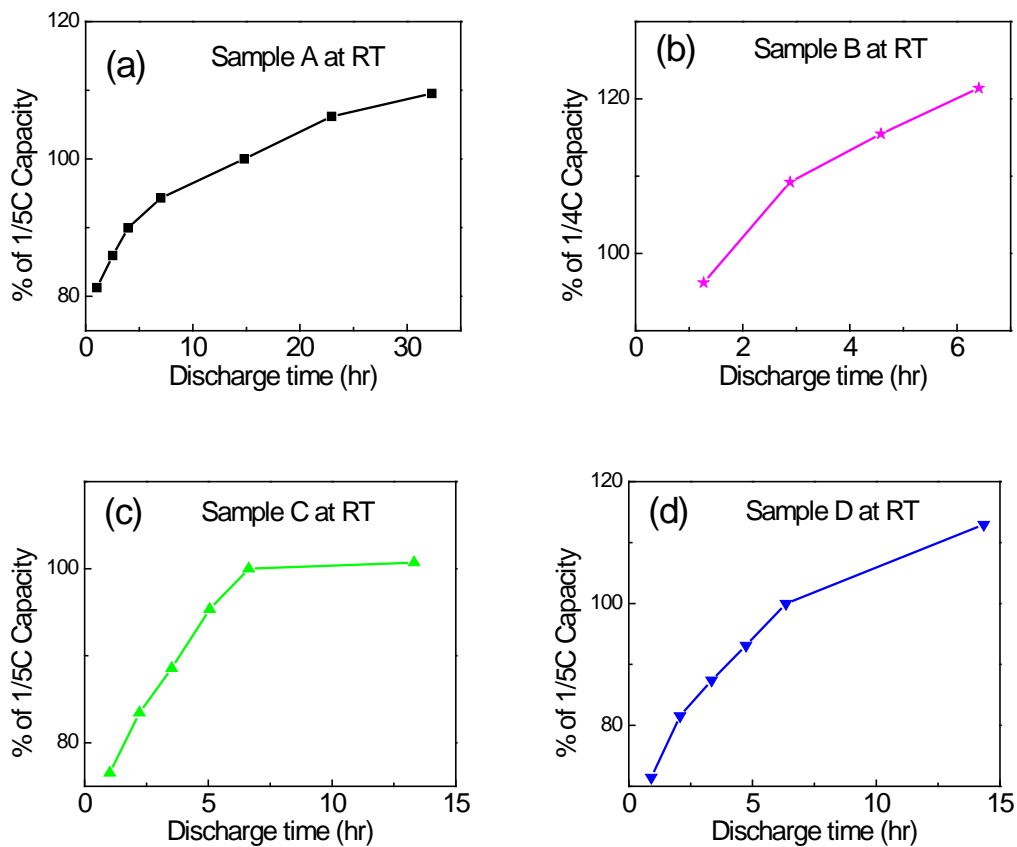 (a)
Sample A at RT
% of 1/5C Capacity
120
100
80
0
10
20
30
Discharge time (hr)
(b)
Sample B at RT
% of 1/4C Capacity
120
100
0
2
4
6
Discharge time (hr)
(c)
Sample C at RT
% of 1/5C Capacity
100
80
0
5
10
15
Discharge time (hr)
(d)
Sample D at RT
% of 1/5C Capacity
120
100
80
0
5
10
15
Discharge time (hr)